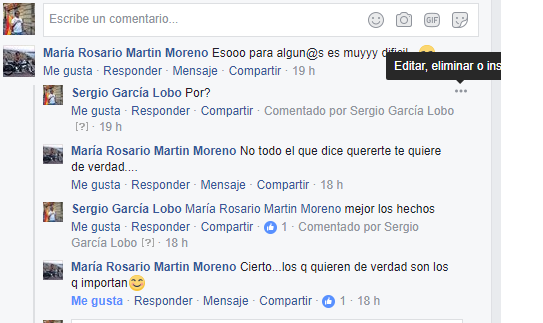 Escribe un comentario...
GIF
María Rosario Martin Moreno Esooo para algun@s es muyyy dificil..
Me gusta · Responder · Mensaje · Compartir · 19 h
Editar, eliminar o ins
Sergio García Lobo Por?
Me gusta · Responder · Compartir · Comentado por Sergio García Lobo
[?] · 19 h
María Rosario Martin Moreno No todo el que dice quererte te quiere
de verdad....
Me gusta · Responder · Mensaje · Compartir · 18 h
Sergio García Lobo María Rosario Martin Moreno mejor los hechos
Me gusta · Responder · Compartir · 1 · Comentado por Sergio
García Lobo [?] · 18 h
María Rosario Martin Moreno Cierto...los q quieren de verdad son los
q importan😊
Me gusta · Responder · Mensaje · Compartir · 1 · 18 h